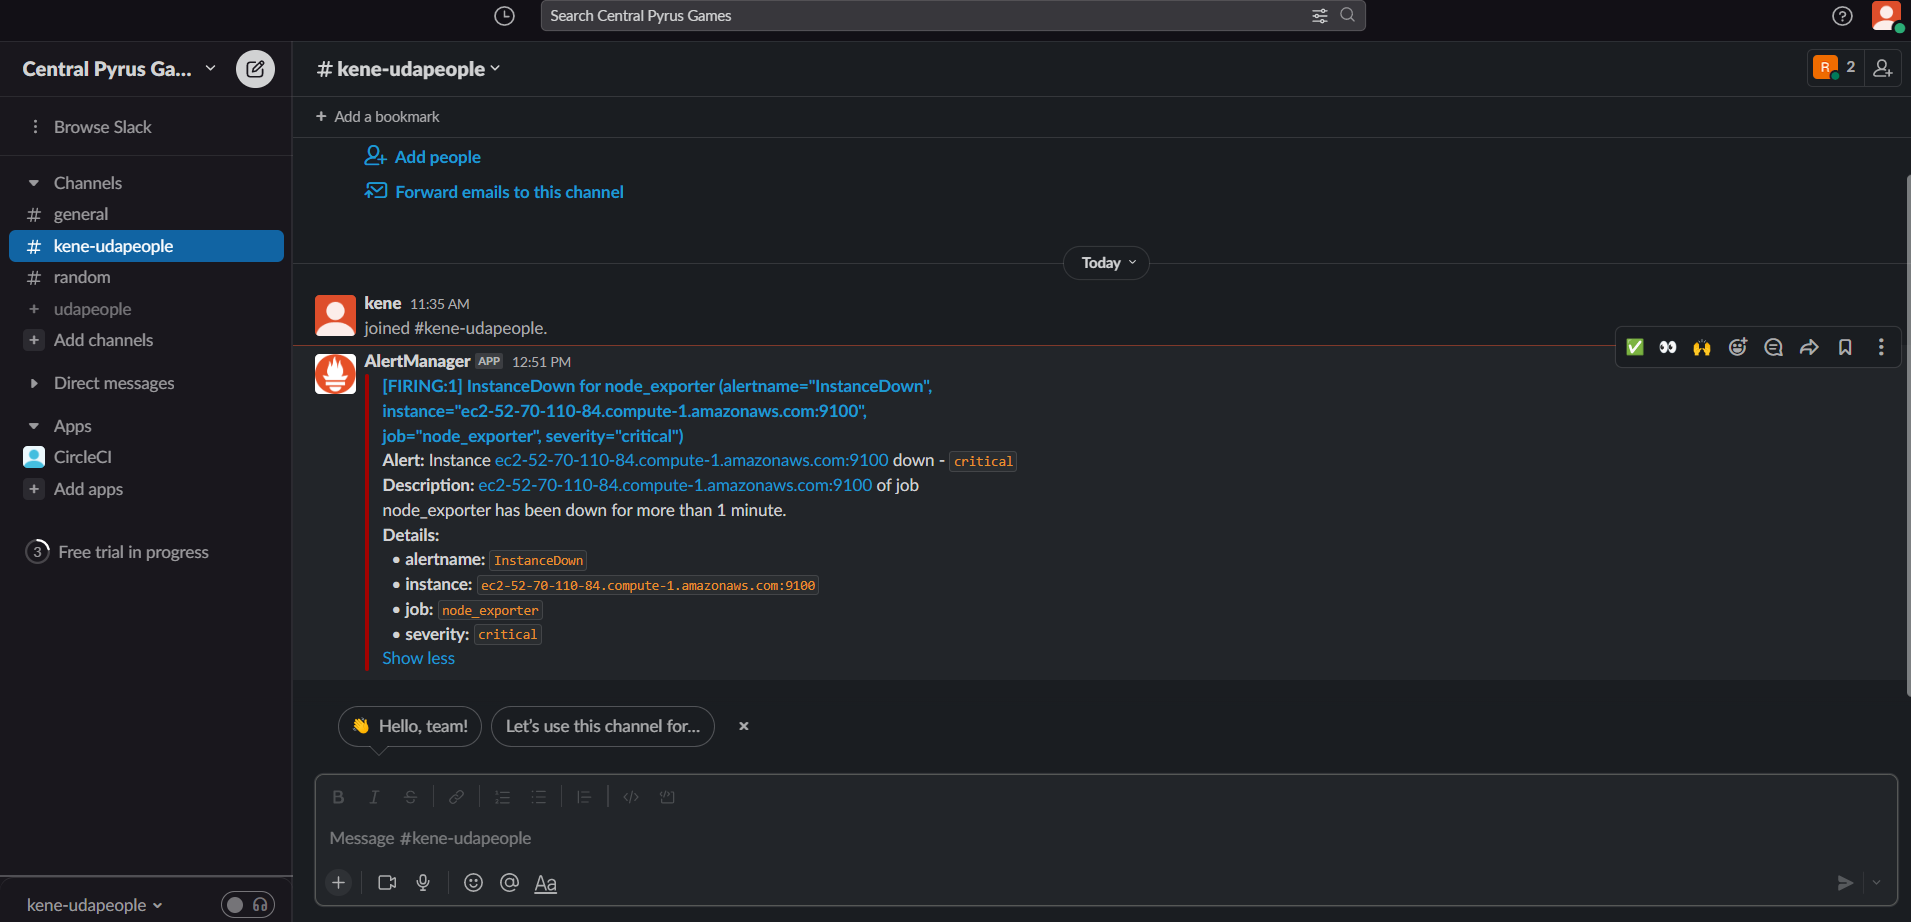 Search Central Pyrus Games
Central Pyrus Ga...
# kene-udapeople
R 2
+ Add a bookmark
Browse Slack
Add people
Forward emails to this channel
Channels
# general
# kene-udapeople
# random
+ udapeople
+ Add channels
Direct messages
Apps
CircleCI
+ Add apps
3 Free trial in progress
Today
kene 11:35 AM
joined #kene-udapeople.
AlertManager APP 12:51 PM
[FIRING:1] InstanceDown for node_exporter (alertname="InstanceDown",
instance="ec2-52-70-110-84.compute-1.amazonaws.com:9100",
job="node_exporter", severity="critical")
Alert: Instance ec2-52-70-110-84.compute-1.amazonaws.com:9100 down - critical
Description: ec2-52-70-110-84.compute-1.amazonaws.com:9100 of job
node_exporter has been down for more than 1 minute.
Details:
• alertname: InstanceDown
• instance: ec2-52-70-110-84.compute-1.amazonaws.com:9100
• job: node_exporter
• severity: critical
Show less
👋 Hello, team!
Let's use this channel for...
B I S
Message #kene-udapeople
Aa
kene-udapeople